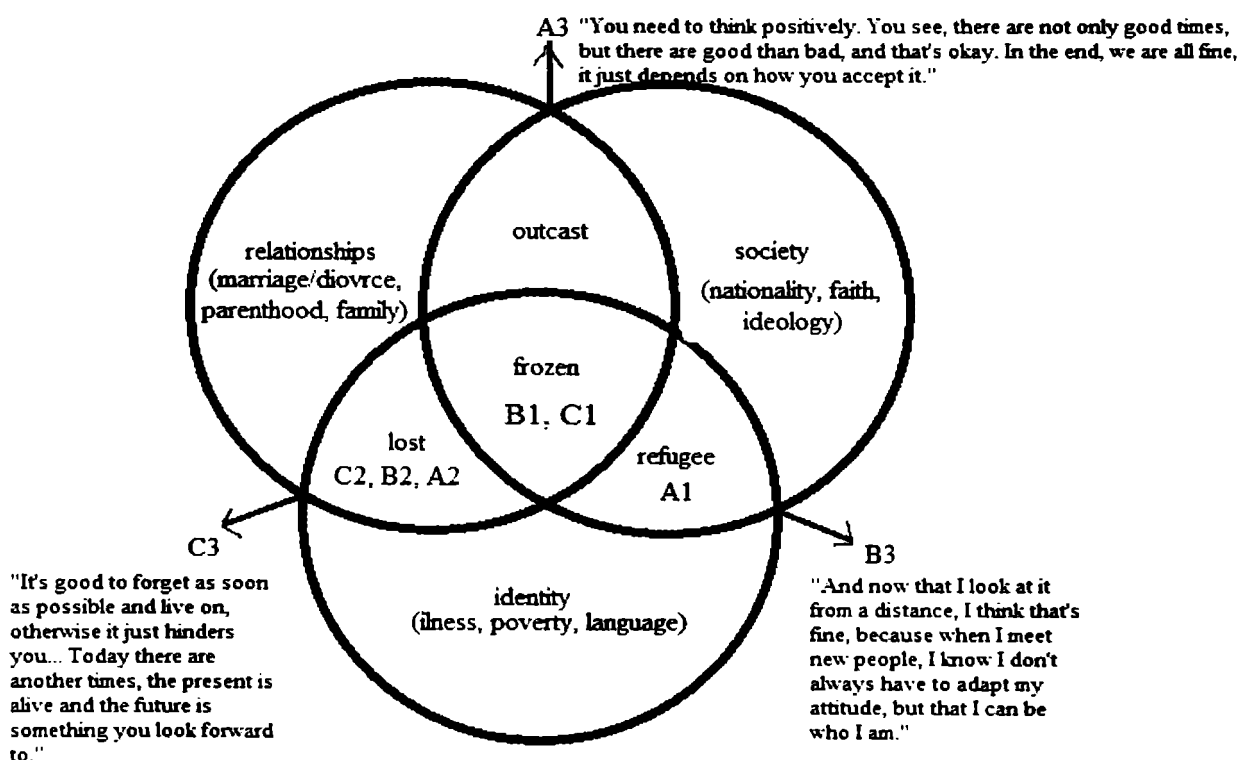 A3 "You need to think positively. You see, there are not only good times,
but there are good than bad, and that's okay. In the end, we are all fine,
it just depends on how you accept it."
outcast
relationships
(marriage/diovrce,
parenthood, family)
society
(nationality, faith,
ideology)
frozen
B1, C1
lost
C2, B2, A2
refugee
A1
C3
"It's good to forget as soon
as possible and live on,
otherwise it just hinders
you... Today there are
another times, the present is
alive and the future is
something you look forward
to."
identity
(ilness, poverty, language)
B3
"And now that I look at it
from a distance, I think that's
fine, because when I meet
new people, I know I don't
always have to adapt my
attitude, but that I can be
who I am."